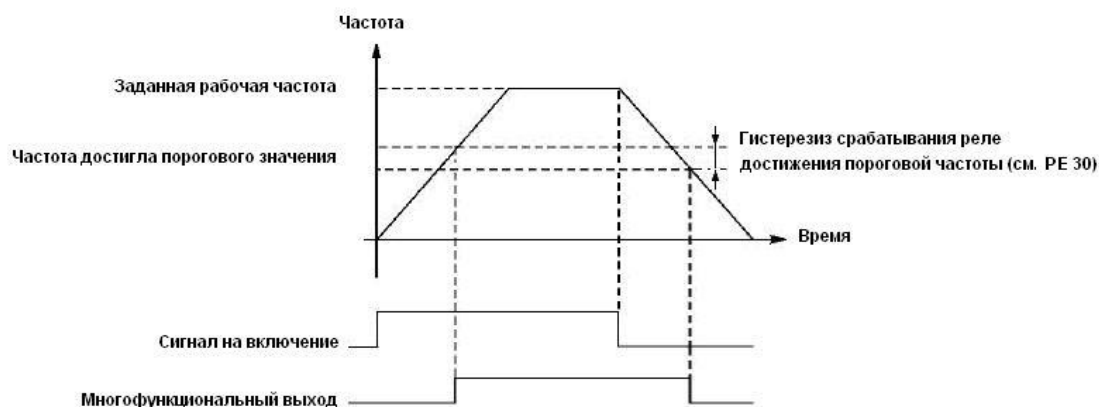 Частота
Заданная рабочая частота
Частота достигла порогового значения
Гистерезиз срабатывания реле
достижения пороговой частоты (см. PE 30)
Время
Сигнал на включение
Многофункциональный выход